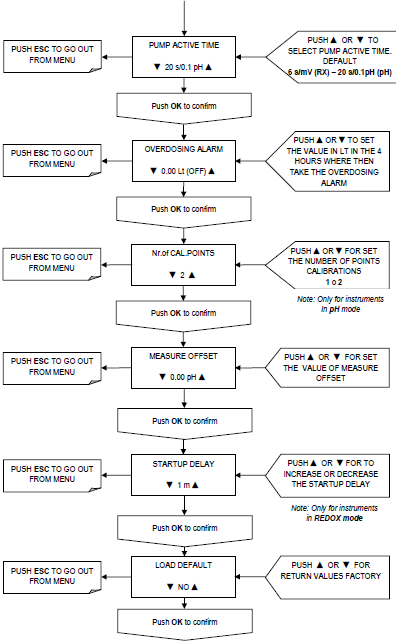 PUSH ESC TO GO OUT
FROM MENU
PUMP ACTIVE TIME
▼ 20 s/0.1 pH ▲
PUSH ▲ OR ▼ TO
SELECT PUMP ACTIVE TIME.
DEFAULT
6 s/mV (RX) – 20 s/0.1pH (pH)
Push OK to confirm
PUSH ESC TO GO OUT
FROM MENU
OVERDOSING ALARM
▼ 0.00 Lt (OFF) ▲
PUSH ▲ OR ▼ TO SET
THE VALUE IN LT IN THE 4
HOURS WHERE THEN
TAKE THE OVERDOSING
ALARM
Push OK to confirm
PUSH ESC TO GO OUT
FROM MENU
Nr.of CAL.POINTS
▼ 2 ▲
PUSH ▲ OR ▼ FOR SET
THE NUMBER OF POINTS
CALIBRATIONS
1 o 2
Note: Only for instruments
in pH mode
Push OK to confirm
PUSH ESC TO GO OUT
FROM MENU
MEASURE OFFSET
▼ 0.00 pH ▲
PUSH ▲ OR ▼ FOR SET
THE VALUE OF MEASURE
OFFSET
Push OK to confirm
PUSH ESC TO GO OUT
FROM MENU
STARTUP DELAY
▼ 1 m ▲
PUSH ▲ OR ▼ FOR TO
INCREASE OR DECREASE
THE STARTUP DELAY
Note: Only for instruments
in REDOX mode
Push OK to confirm
PUSH ESC TO GO OUT
FROM MENU
LOAD DEFAULT
▼ NO ▲
PUSH ▲ OR ▼ FOR
RETURN VALUES FACTORY
Push OK to confirm